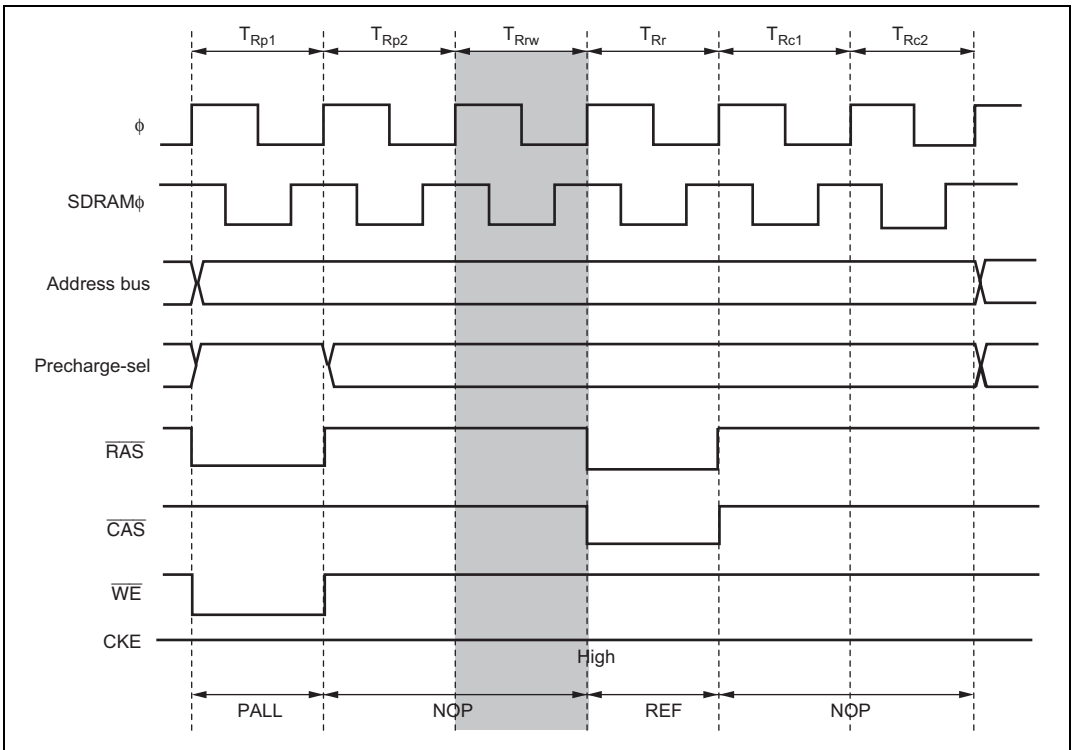 TRp1 TRp2 TRrw TRr TRc1 TRc2
ϕ
SDRAMϕ
Address bus
Precharge-sel
RAS
CAS
WE
CKE
High
PALL NOP REF NOP